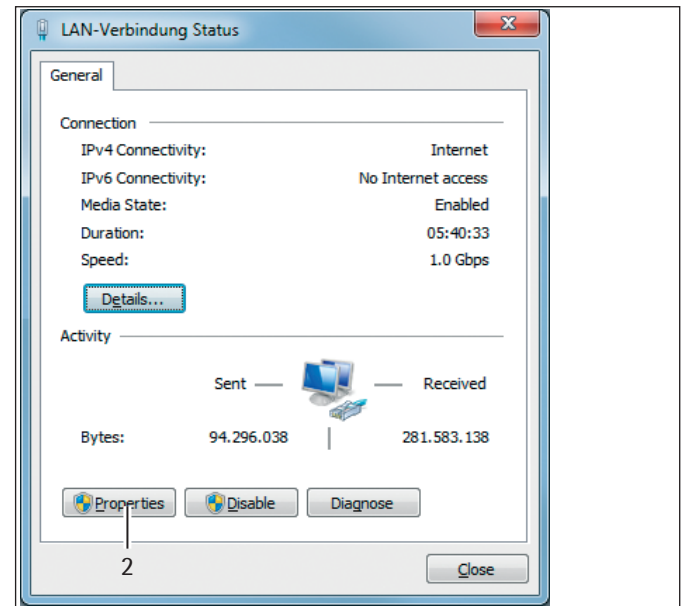 LAN-Verbindung Status
General
Connection
IPv4 Connectivity: Internet
IPv6 Connectivity: No Internet access
Media State: Enabled
Duration: 05:40:33
Speed: 1.0 Gbps
Details...
Activity
Sent Received
Bytes: 94.296.038 281.583.138
Properties Disable Diagnose
2
Close